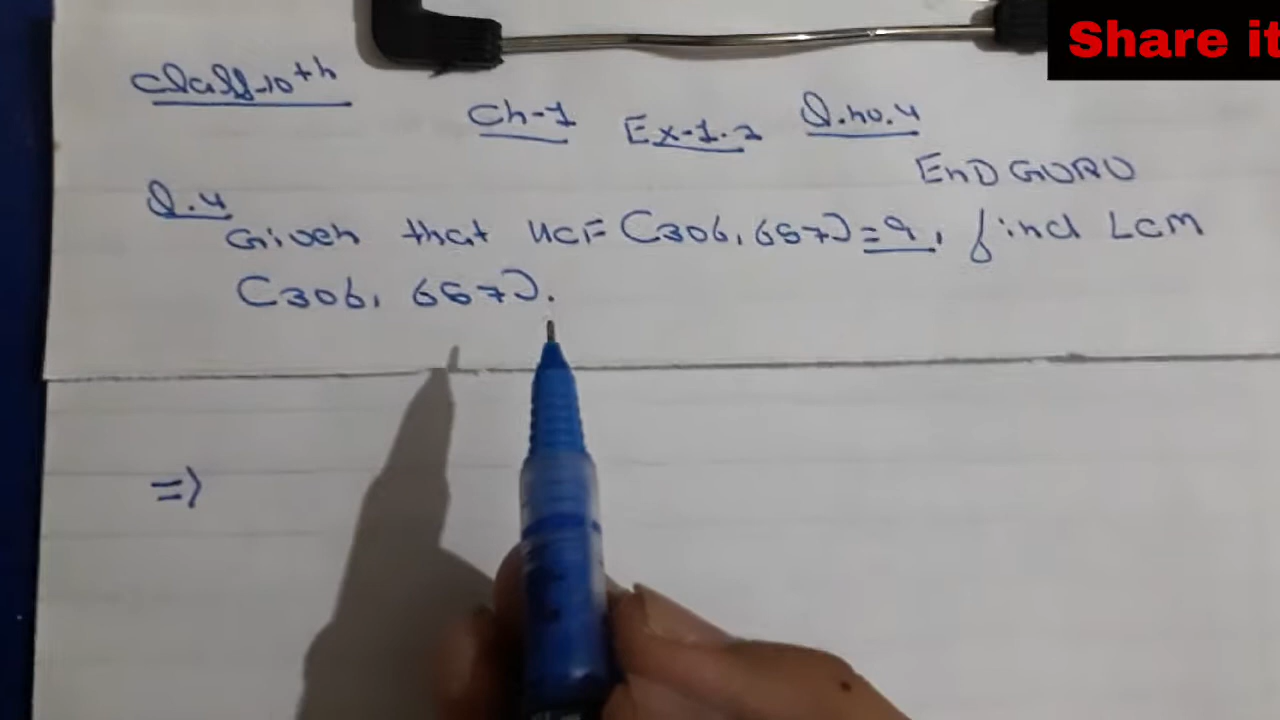 Share it
Class-10th
Ch-1 Ex-1.2 Q.no.4
EnD GURU
Q.4
Given that HCF (306, 657) = 9, find LCM
(306, 657).
=>